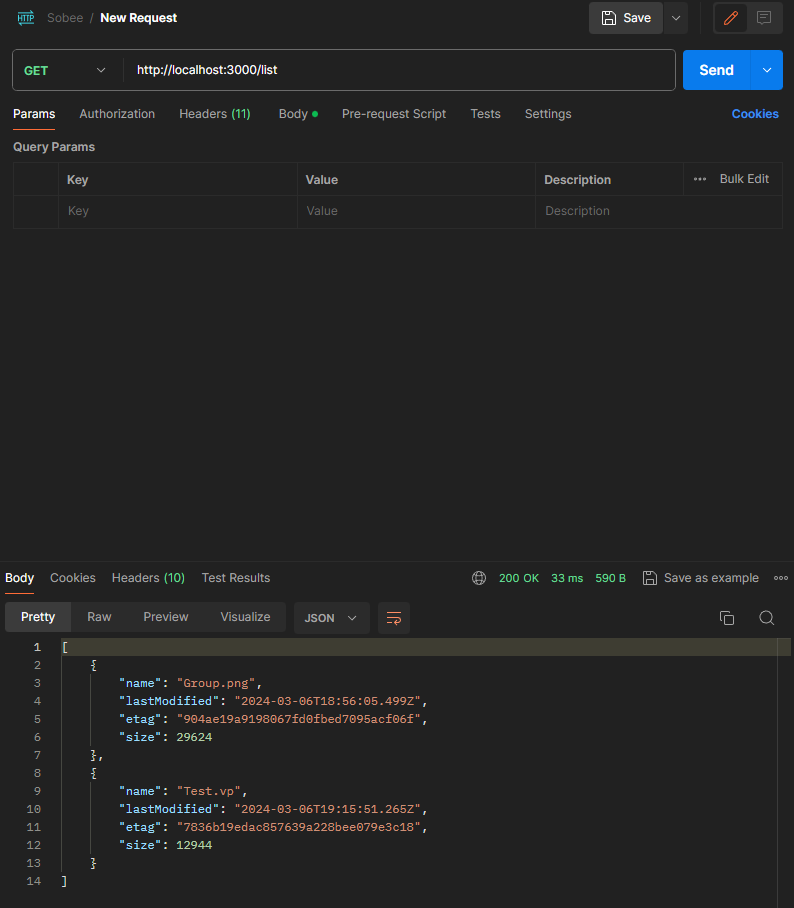 HTTP Sobee / New Request Save
GET http://localhost:3000/list Send
Params Authorization Headers (11) Body Pre-request Script Tests Settings Cookies
Query Params
Key Value Description ••• Bulk Edit
Key Value Description
Body Cookies Headers (10) Test Results 200 OK 33 ms 590 B Save as example
Pretty Raw Preview Visualize JSON
1 [
2 {
3 "name": "Group.png",
4 "lastModified": "2024-03-06T18:56:05.499Z",
5 "etag": "904ae19a9198067fd0fbed7095acf06f",
6 "size": 29624
7 },
8 {
9 "name": "Test.vp",
10 "lastModified": "2024-03-06T19:15:51.265Z",
11 "etag": "7836b19edac857639a228bee079e3c18",
12 "size": 12944
13 }
14 ]